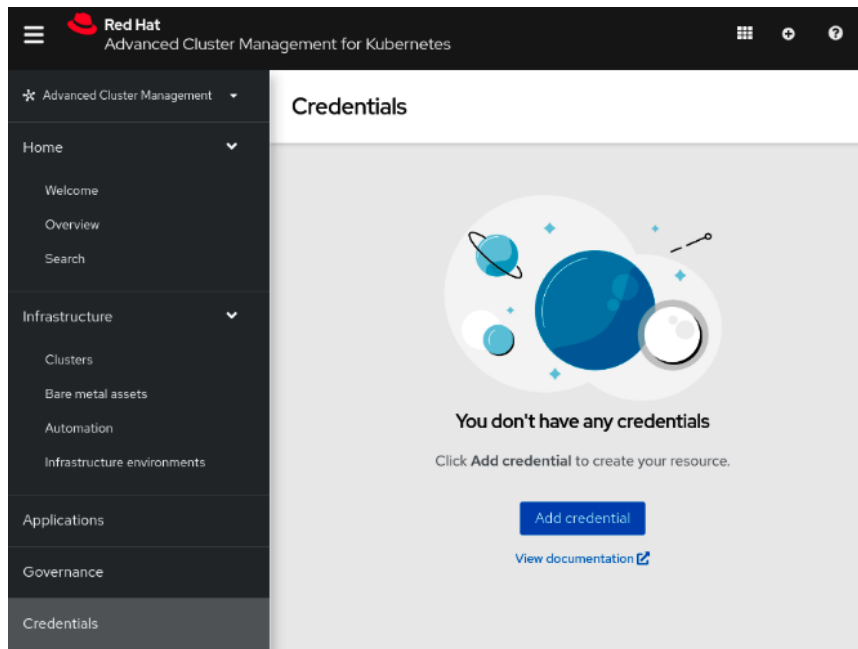 Red Hat
Advanced Cluster Management for Kubernetes
Advanced Cluster Management
Credentials
Home
Welcome
Overview
Search
Infrastructure
Clusters
Bare metal assets
Automation
Infrastructure environments
Applications
Governance
Credentials
You don't have any credentials
Click Add credential to create your resource.
Add credential
View documentation